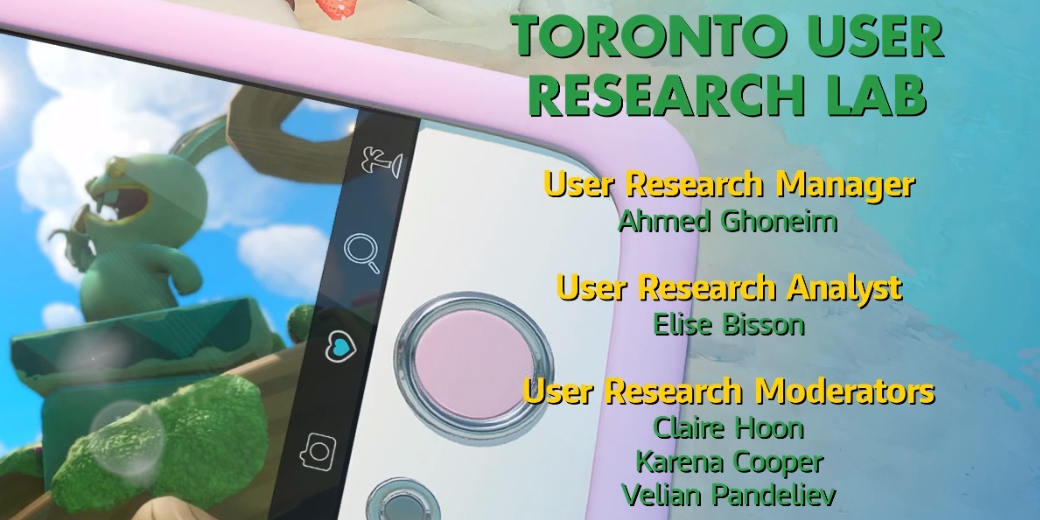 TORONTO USER
RESEARCH LAB
User Research Manager
Ahmed Ghoneim
User Research Analyst
Elise Bisson
User Research Moderators
Claire Hoon
Karena Cooper
Velian Pandeliev